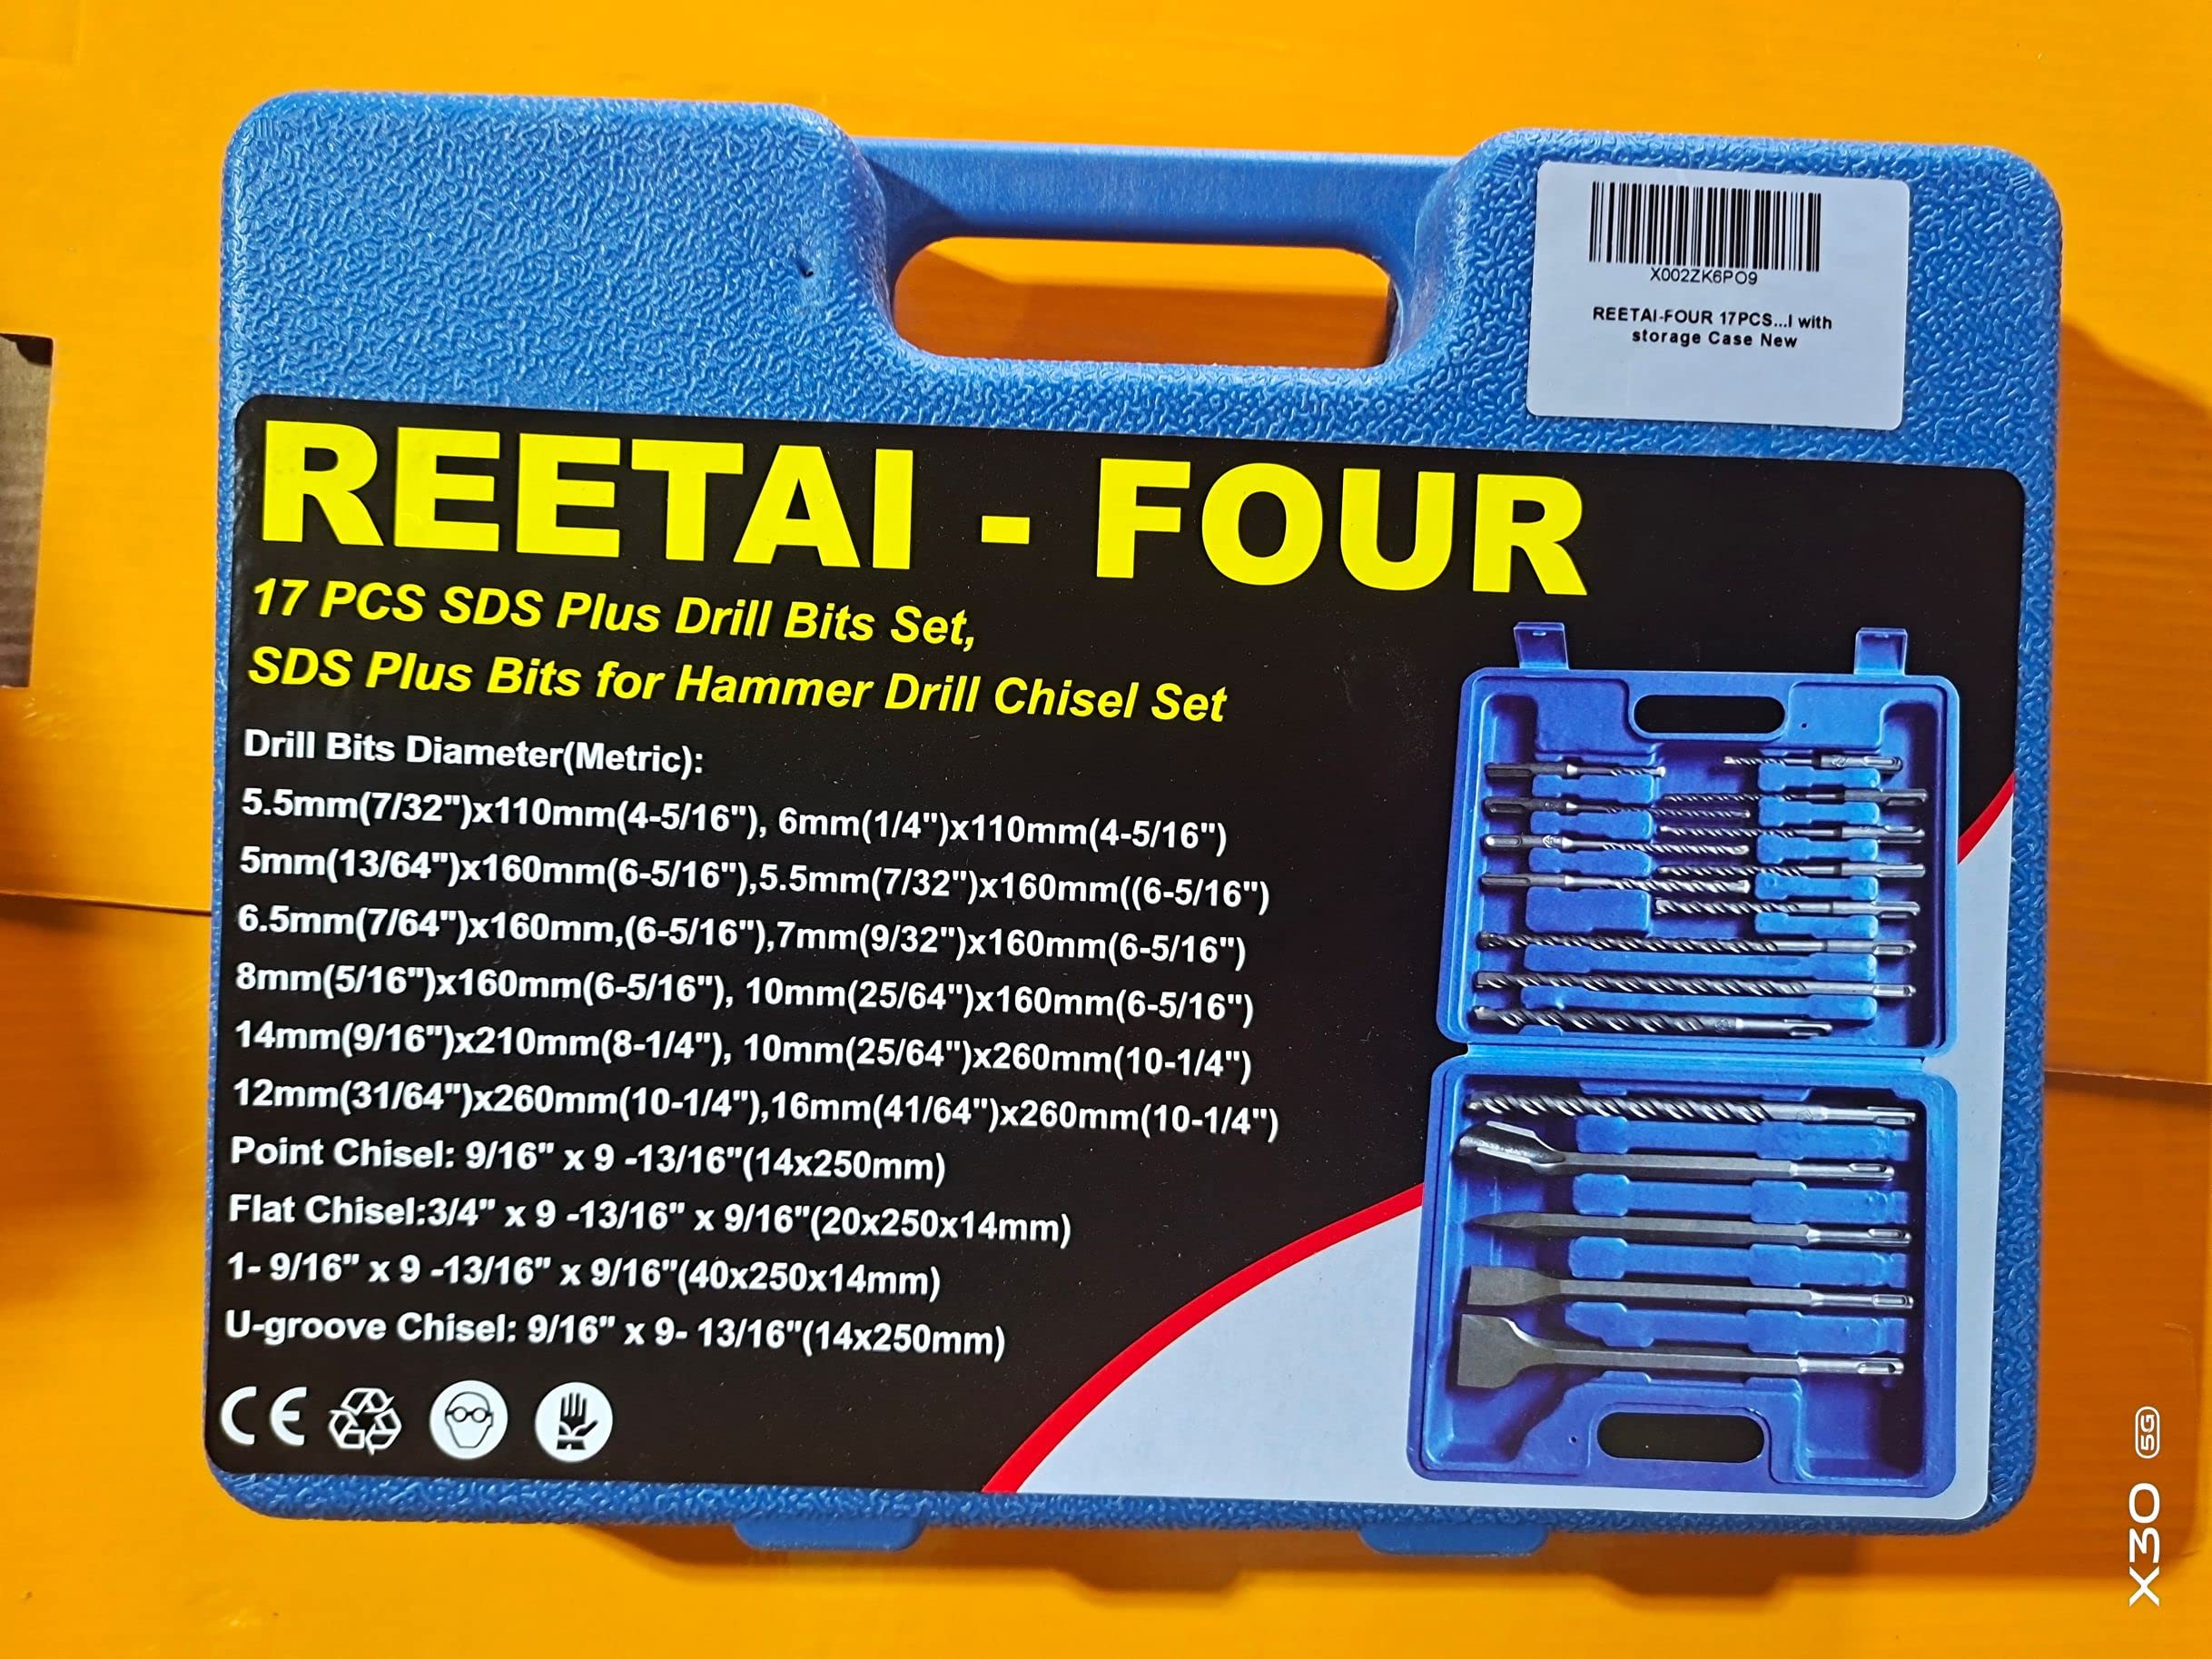 X002ZK6PO9
REETAI-FOUR 17PCS...l with
storage Case New
REETAI - FOUR
17 PCS SDS Plus Drill Bits Set,
SDS Plus Bits for Hammer Drill Chisel Set
Drill Bits Diameter(Metric):
5.5mm(7/32")x110mm(4-5/16"), 6mm(1/4")x110mm(4-5/16")
5mm(13/64")x160mm(6-5/16"),5.5mm(7/32")x160mm((6-5/16")
6.5mm(7/64")x160mm,(6-5/16"),7mm(9/32")x160mm(6-5/16")
8mm(5/16")x160mm(6-5/16"), 10mm(25/64")x160mm(6-5/16")
14mm(9/16")x210mm(8-1/4"), 10mm(25/64")x260mm(10-1/4")
12mm(31/64")x260mm(10-1/4"),16mm(41/64")x260mm(10-1/4")
Point Chisel: 9/16" x 9 -13/16"(14x250mm)
Flat Chisel:3/4" x 9 -13/16" x 9/16"(20x250x14mm)
1- 9/16" x 9 -13/16" x 9/16"(40x250x14mm)
U-groove Chisel: 9/16" x 9- 13/16"(14x250mm)
CE
X30 5G